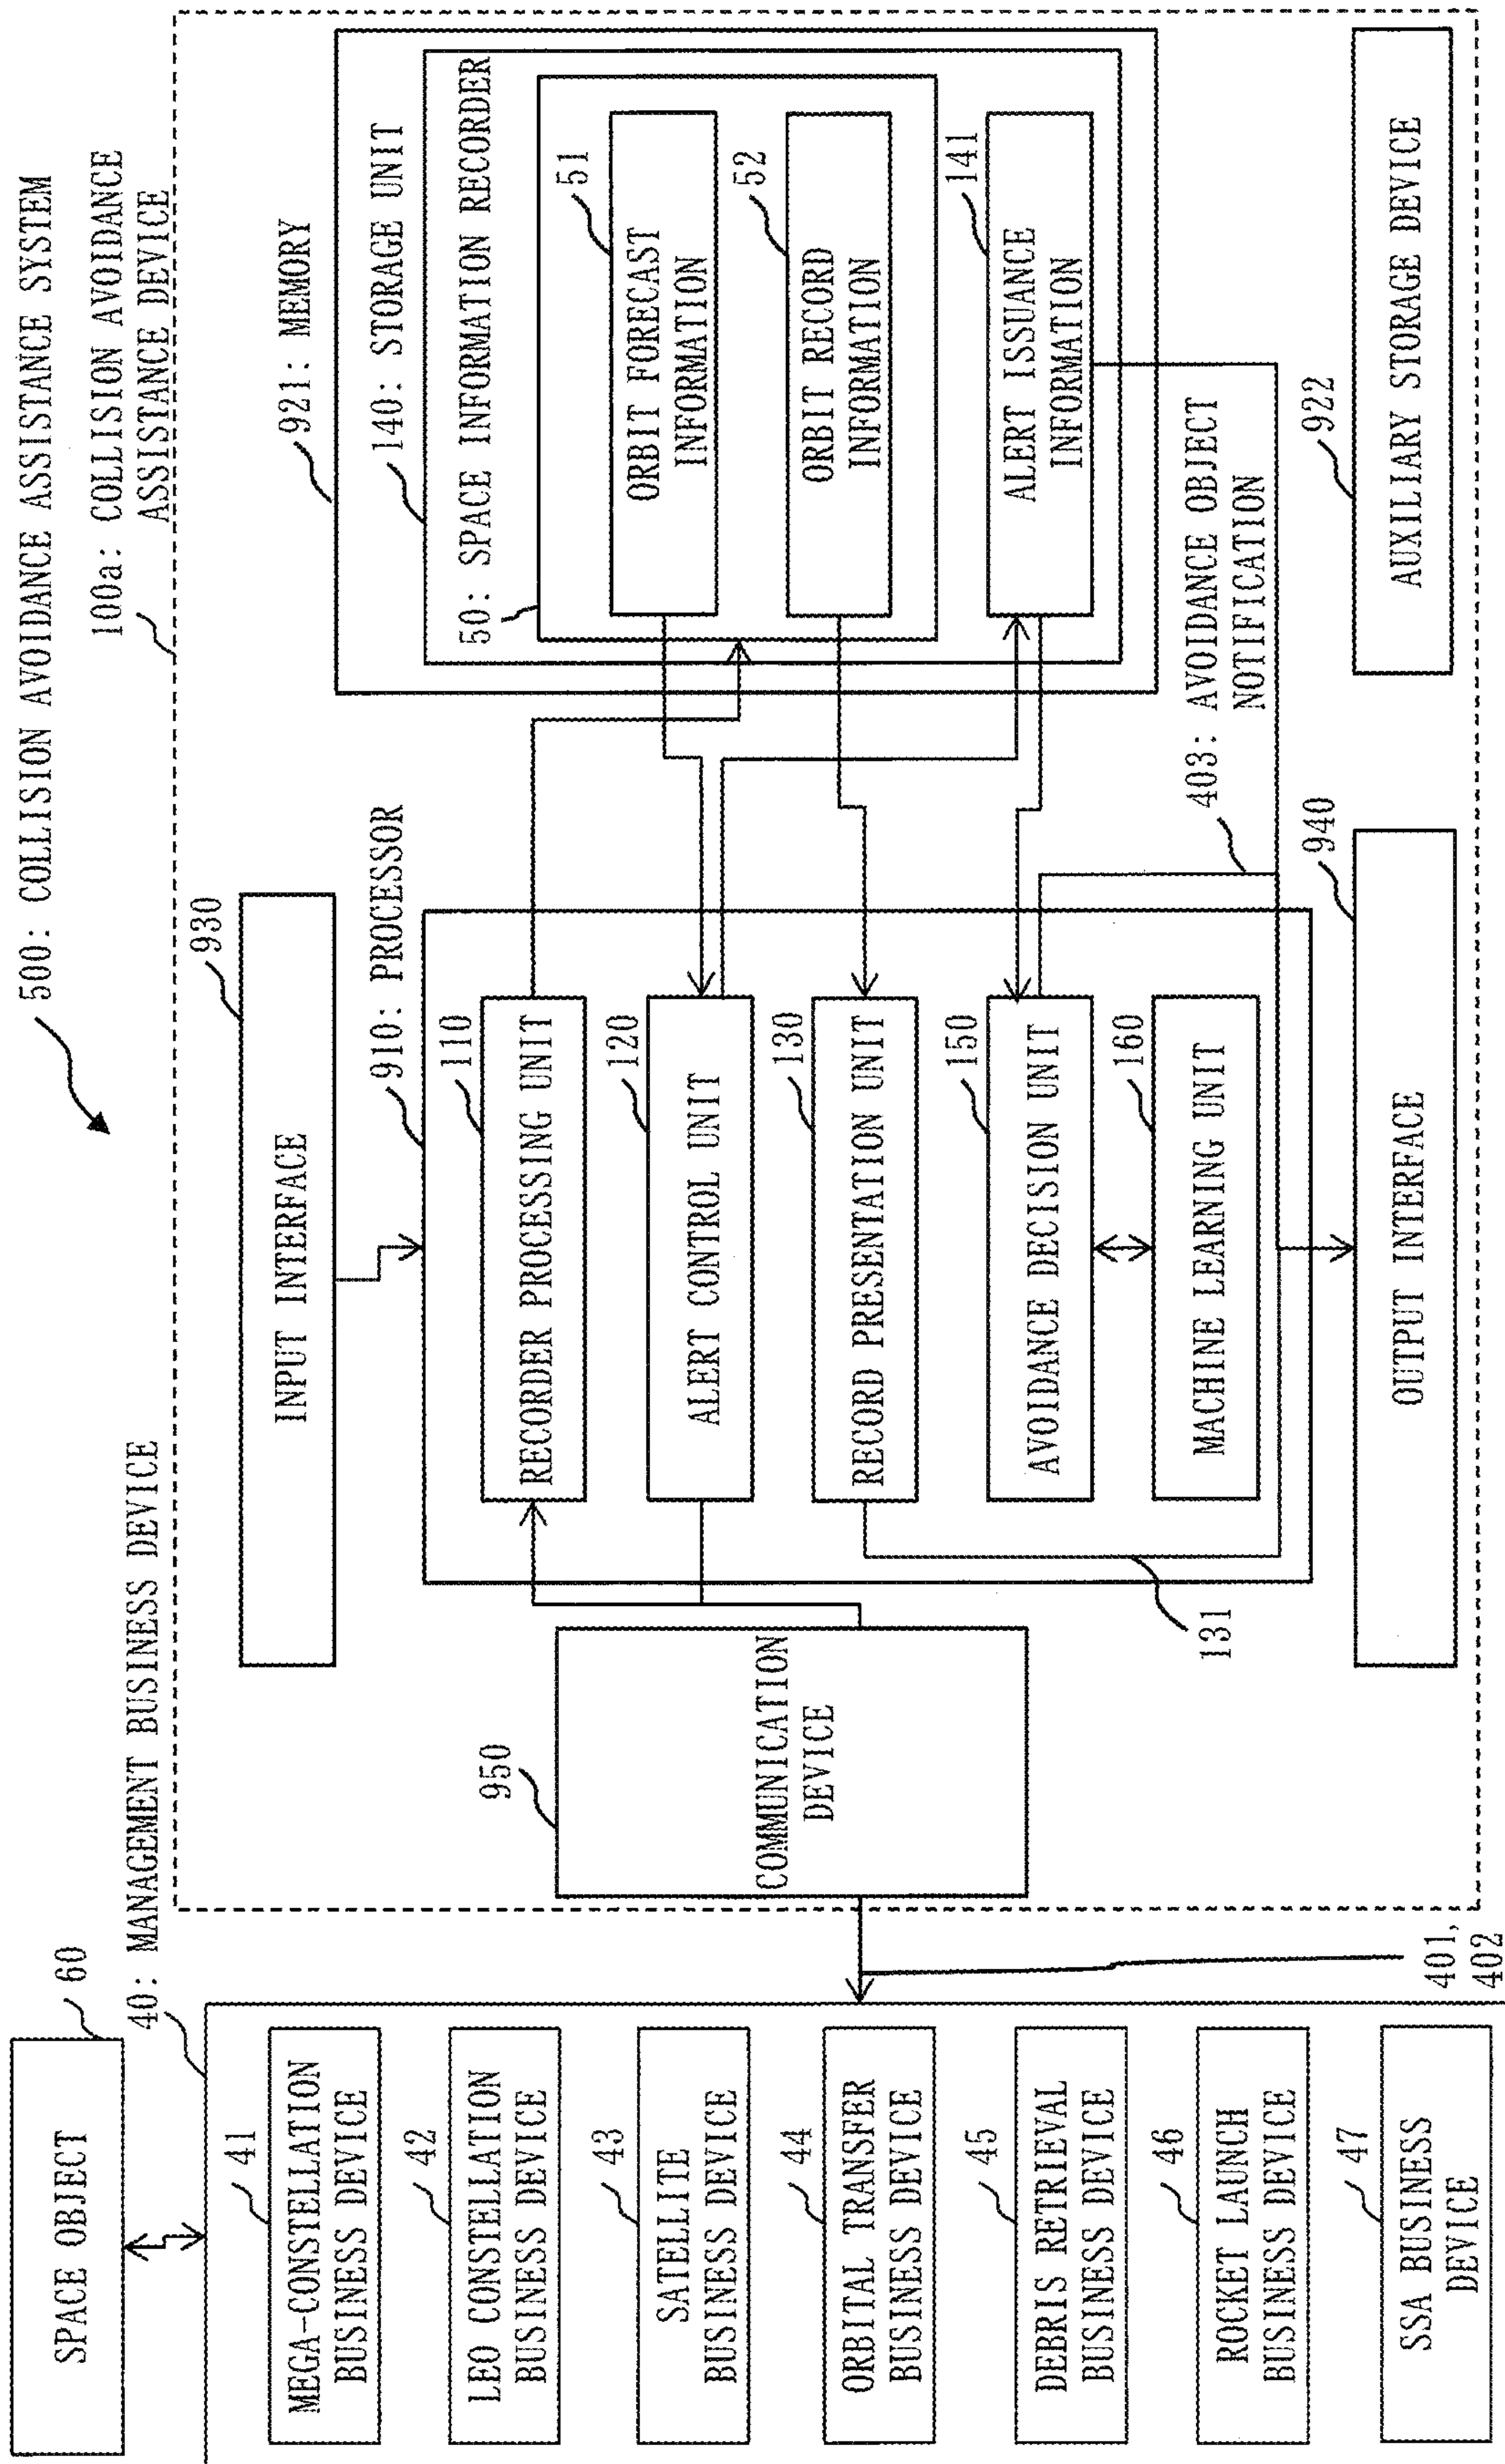 500: COLLISION AVOIDANCE ASSISTANCE SYSTEM
100a: COLLISION AVOIDANCE
ASSISTANCE DEVICE
60
SPACE OBJECT
40: MANAGEMENT BUSINESS DEVICE
41
MEGA-CONSTELLATION
BUSINESS DEVICE
42
LEO CONSTELLATION
BUSINESS DEVICE
43
SATELLITE
BUSINESS DEVICE
44
ORBITAL TRANSFER
BUSINESS DEVICE
45
DEBRIS RETRIEVAL
BUSINESS DEVICE
46
ROCKET LAUNCH
BUSINESS DEVICE
47
SSA BUSINESS
DEVICE
401,
402
950
COMMUNICATION
DEVICE
930
INPUT INTERFACE
910: PROCESSOR
110
RECORDER PROCESSING UNIT
120
ALERT CONTROL UNIT
130
RECORD PRESENTATION UNIT
150
AVOIDANCE DECISION UNIT
160
MACHINE LEARNING UNIT
131
940
OUTPUT INTERFACE
921: MEMORY
140: STORAGE UNIT
50: SPACE INFORMATION RECORDER
51
ORBIT FORECAST
INFORMATION
52
ORBIT RECORD
INFORMATION
141
ALERT ISSUANCE
INFORMATION
403: AVOIDANCE OBJECT
NOTIFICATION
922
AUXILIARY STORAGE DEVICE